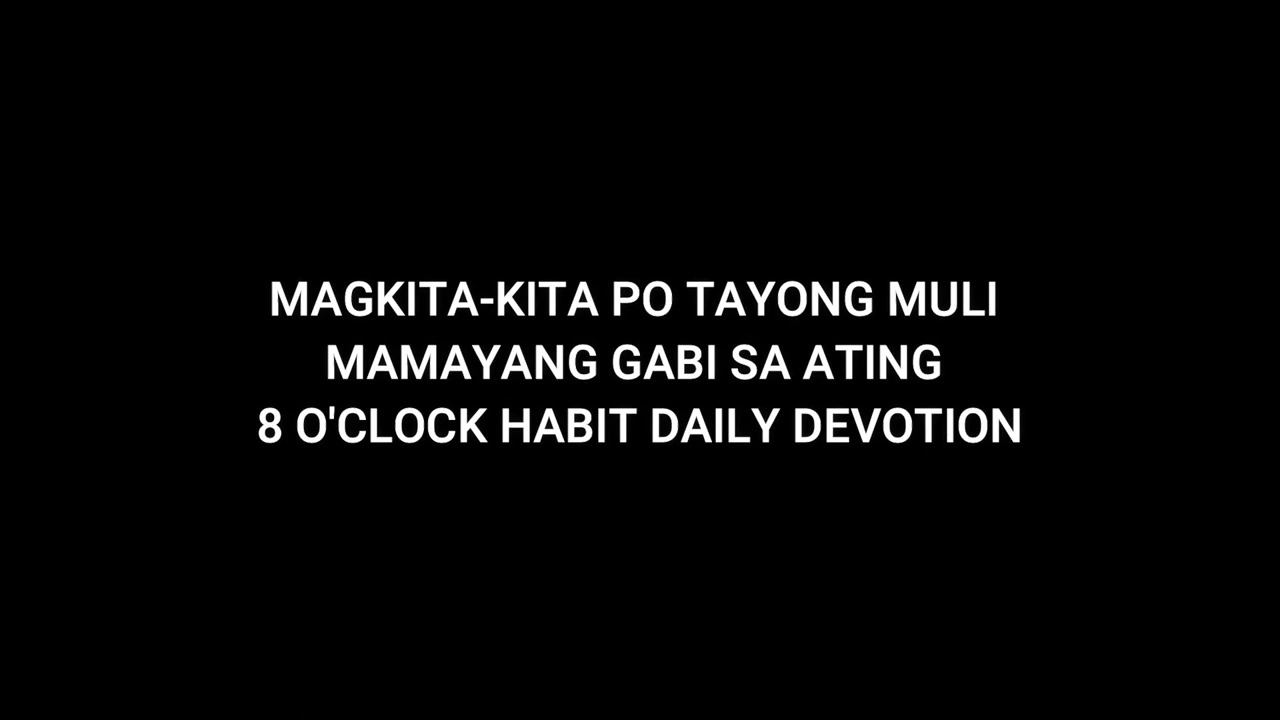 MAGKITA-KITA PO TAYONG MULI
MAMAYANG GABI SA ATING
8 O'CLOCK HABIT DAILY DEVOTION